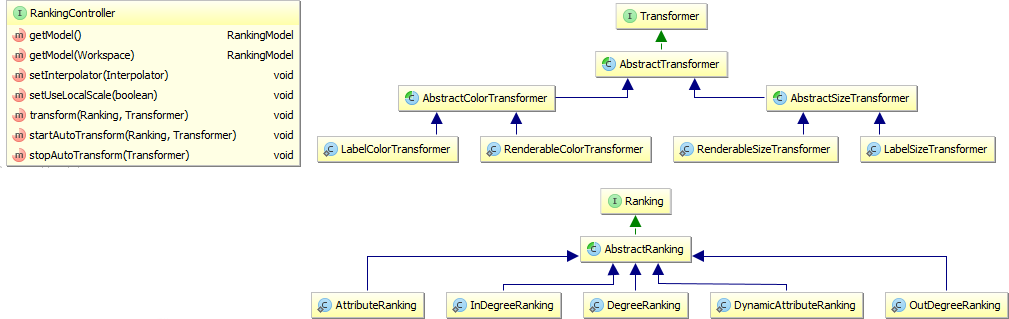 RankingController
getModel() RankingModel
getModel(Workspace) RankingModel
setInterpolator(Interpolator) void
setUseLocalScale(boolean) void
transform(Ranking, Transformer) void
startAutoTransform(Ranking, Transformer) void
stopAutoTransform(Transformer) void
Transformer
AbstractTransformer
AbstractColorTransformer AbstractSizeTransformer
LabelColorTransformer RenderableColorTransformer RenderableSizeTransformer LabelSizeTransformer
Ranking
AbstractRanking
AttributeRanking InDegreeRanking DegreeRanking DynamicAttributeRanking OutDegreeRanking